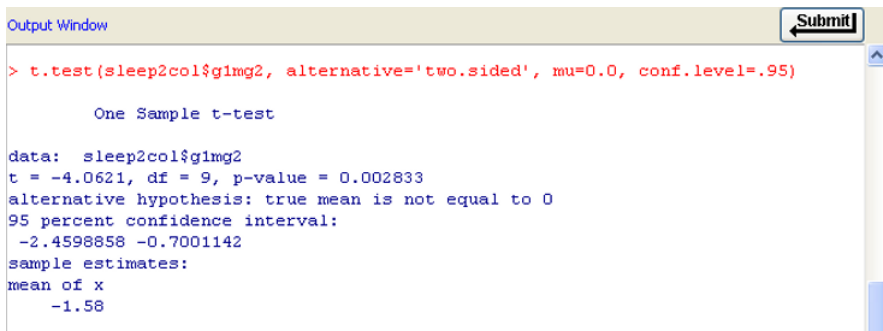 Output Window
Submit
> t.test(sleep2col$g1mg2, alternative='two.sided', mu=0.0, conf.level=.95)
One Sample t-test
data:  sleep2col$g1mg2
t = -4.0621, df = 9, p-value = 0.002833
alternative hypothesis: true mean is not equal to 0
95 percent confidence interval:
-2.4598858 -0.7001142
sample estimates:
mean of x
-1.58